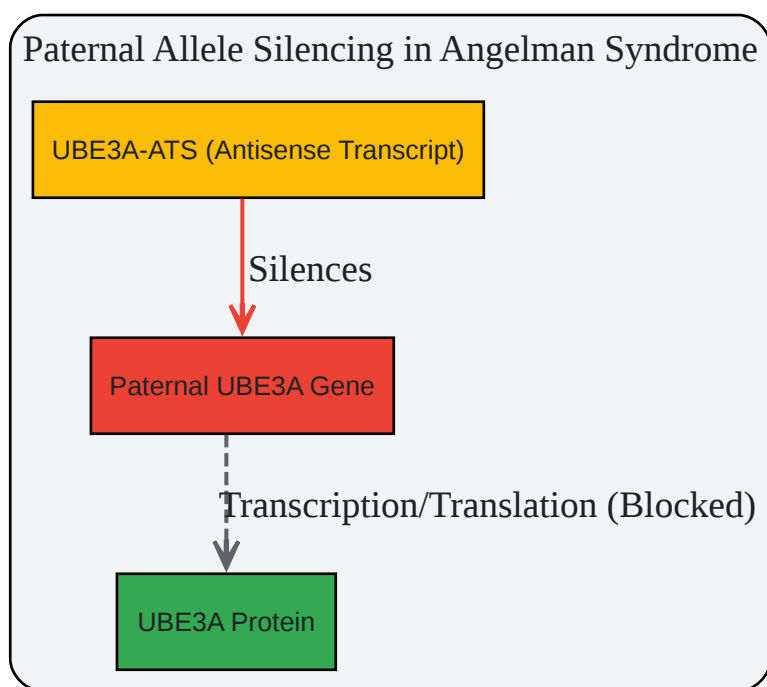 Paternal Allele Silencing in Angelman Syndrome
UBE3A-ATS (Antisense Transcript)
Silences
Paternal UBE3A Gene
Transcription/Translation (Blocked)
UBE3A Protein